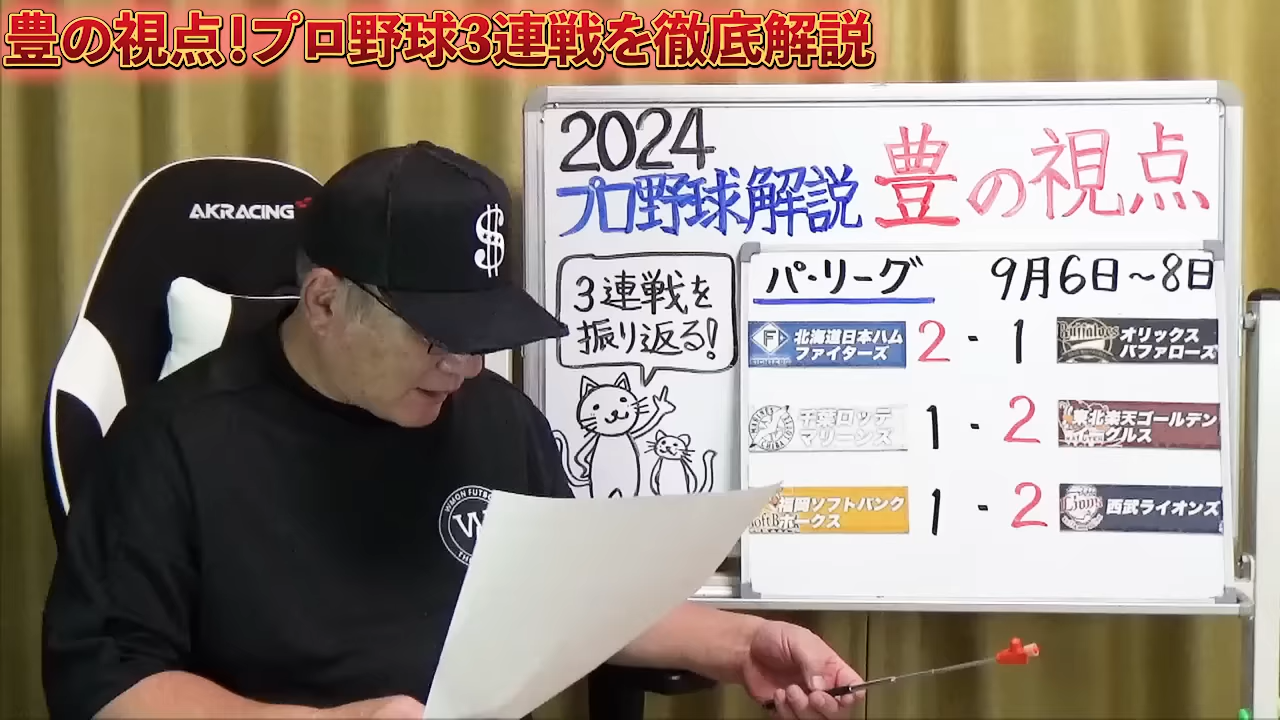 豊の視点!プロ野球3連戦を徹底解説
2024
プロ野球解説 豊の視点
3連戦を
振り返る!
パ・リーグ 9月6日~8日
北海道日本ハム
ファイターズ
2 - 1
Buffaloes
オリックス
バファローズ
千葉ロッテ
マリーンズ
1 - 2
東北楽天ゴールデン
グルス
福岡ソフトバンク
ホークス
1 - 2
Lions
西武ライオンズ
AKRACING
$